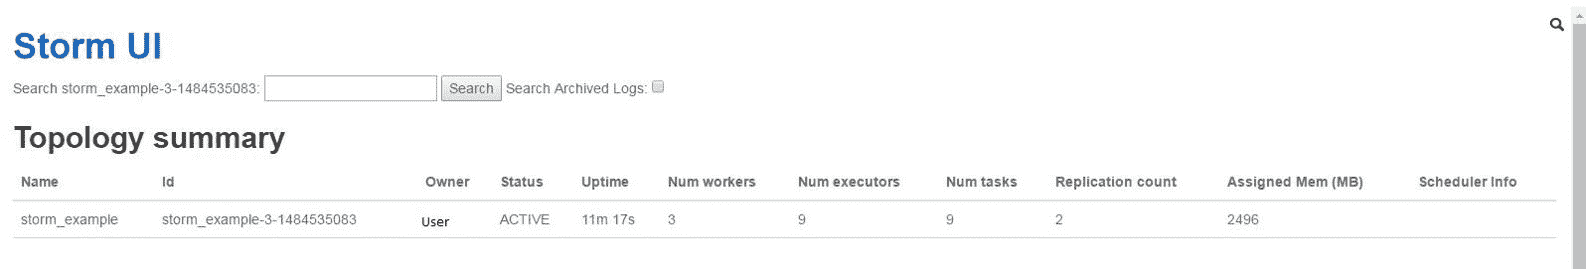 Storm UI
Search storm_example-3-1484535083: Search Search Archived Logs:
Topology summary
Name Id Owner Status Uptime Num workers Num executors Num tasks Replication count Assigned Mem (MB) Scheduler Info
storm_example storm_example-3-1484535083 User ACTIVE 11m 17s 3 9 9 2 2496